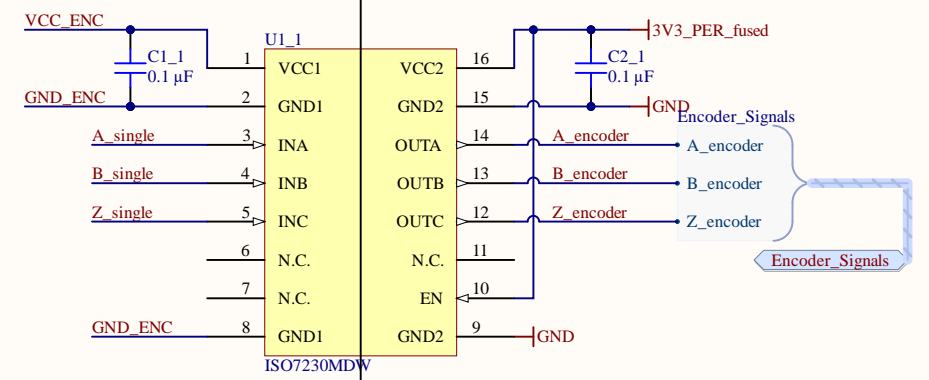 VCC_ENC
3V3_PER_fused
U1_1
C1_1
0.1 µF
C2_1
0.1 µF
1
VCC1
VCC2
16
GND_ENC
2
GND1
GND2
15
GND
Encoder_Signals
A_single
3
INA
OUTA
14
A_encoder
A_encoder
B_single
4
INB
OUTB
13
B_encoder
B_encoder
Z_single
5
INC
OUTC
12
Z_encoder
Z_encoder
6
N.C.
N.C.
11
Encoder_Signals
7
N.C.
EN
10
GND_ENC
8
GND1
GND2
9
GND
ISO7230MDW